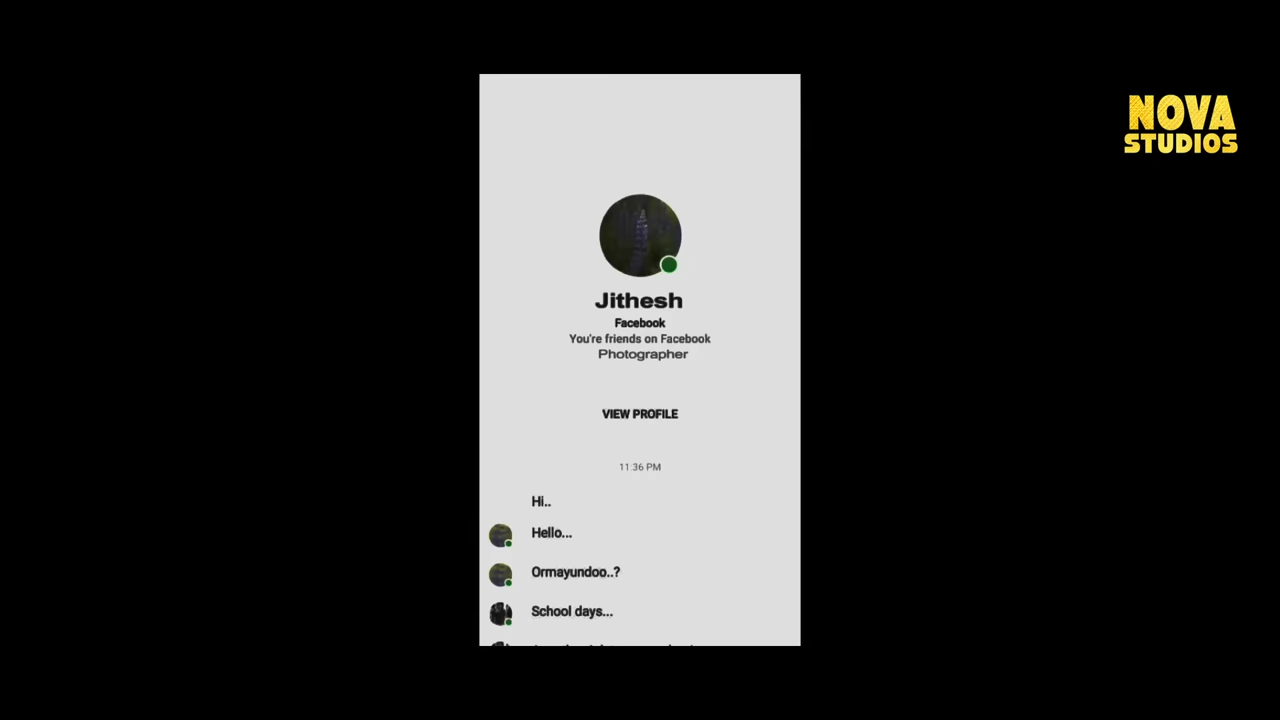 NOVA
STUDIOS
Jithesh
Facebook
You're friends on Facebook
Photographer
VIEW PROFILE
11:36 PM
Hi..
Hello...
Ormayundoo..?
School days...